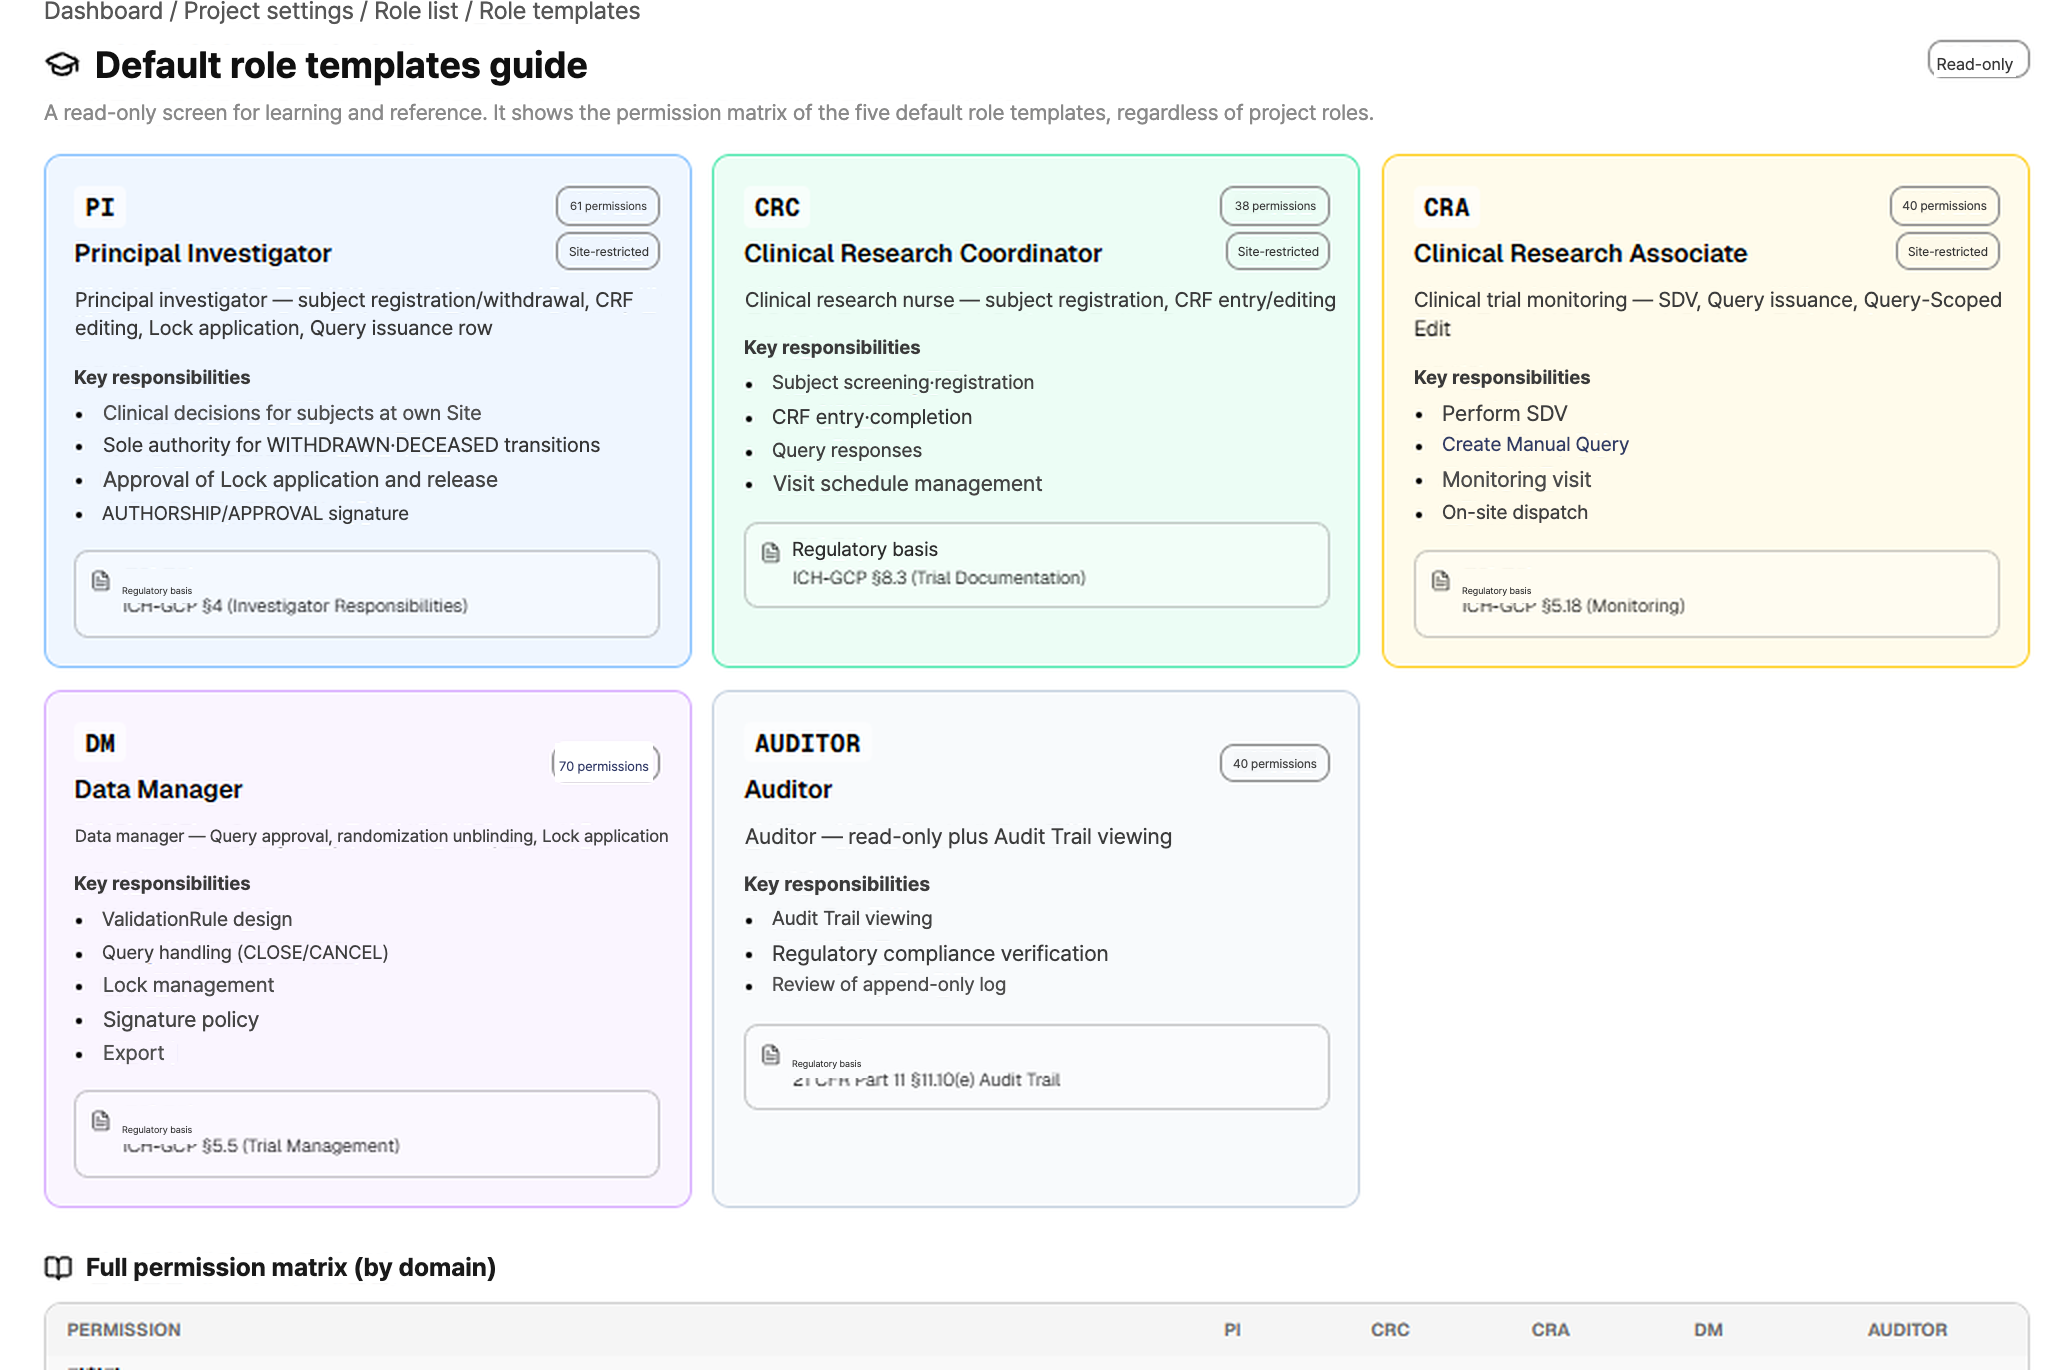 Dashboard / Project settings / Role list / Role templates
Default role templates guide
Read-only
A read-only screen for learning and reference. It shows the permission matrix of the five default role templates, regardless of project roles.
PI
61 permissions
Principal Investigator
Site-restricted
Principal investigator — subject registration/withdrawal, CRF
editing, Lock application, Query issuance row
Key responsibilities
• Clinical decisions for subjects at own Site
• Sole authority for WITHDRAWN·DECEASED transitions
• Approval of Lock application and release
• AUTHORSHIP/APPROVAL signature
Regulatory basis
ICH-GCP §4 (Investigator Responsibilities)
CRC
38 permissions
Clinical Research Coordinator
Site-restricted
Clinical research nurse — subject registration, CRF entry/editing
Key responsibilities
• Subject screening·registration
• CRF entry·completion
• Query responses
• Visit schedule management
Regulatory basis
ICH-GCP §8.3 (Trial Documentation)
CRA
40 permissions
Clinical Research Associate
Site-restricted
Clinical trial monitoring — SDV, Query issuance, Query-Scoped
Edit
Key responsibilities
• Perform SDV
• Create Manual Query
• Monitoring visit
• On-site dispatch
Regulatory basis
ICH-GCP §5.18 (Monitoring)
DM
70 permissions
Data Manager
Data manager — Query approval, randomization unblinding, Lock application
Key responsibilities
• ValidationRule design
• Query handling (CLOSE/CANCEL)
• Lock management
• Signature policy
• Export
Regulatory basis
ICH-GCP §5.5 (Trial Management)
AUDITOR
40 permissions
Auditor
Auditor — read-only plus Audit Trail viewing
Key responsibilities
• Audit Trail viewing
• Regulatory compliance verification
• Review of append-only log
Regulatory basis
21 CFR Part 11 §11.10(e) Audit Trail
Full permission matrix (by domain)
PERMISSION PI CRC CRA DM AUDITOR